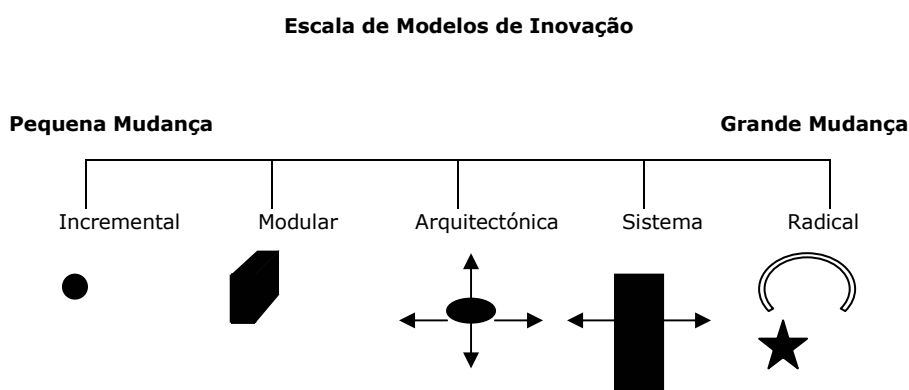 Escala de Modelos de Inovação
Pequena Mudança Grande Mudança
Incremental Modular Arquitectónica Sistema Radical